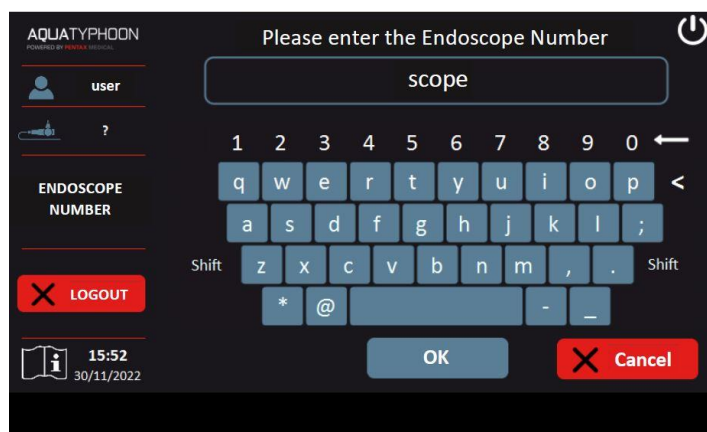 AQUATYPHOON
POWERED BY PENTAX MEDICAL
user
?
ENDOSCOPE
NUMBER
LOGOUT
15:52
30/11/2022
Please enter the Endoscope Number
scope
1 2 3 4 5 6 7 8 9 0
q w e r t y u i o p <
a s d f g h j k l ;
Shift z x c v b n m , . Shift
* @ - _
OK
Cancel